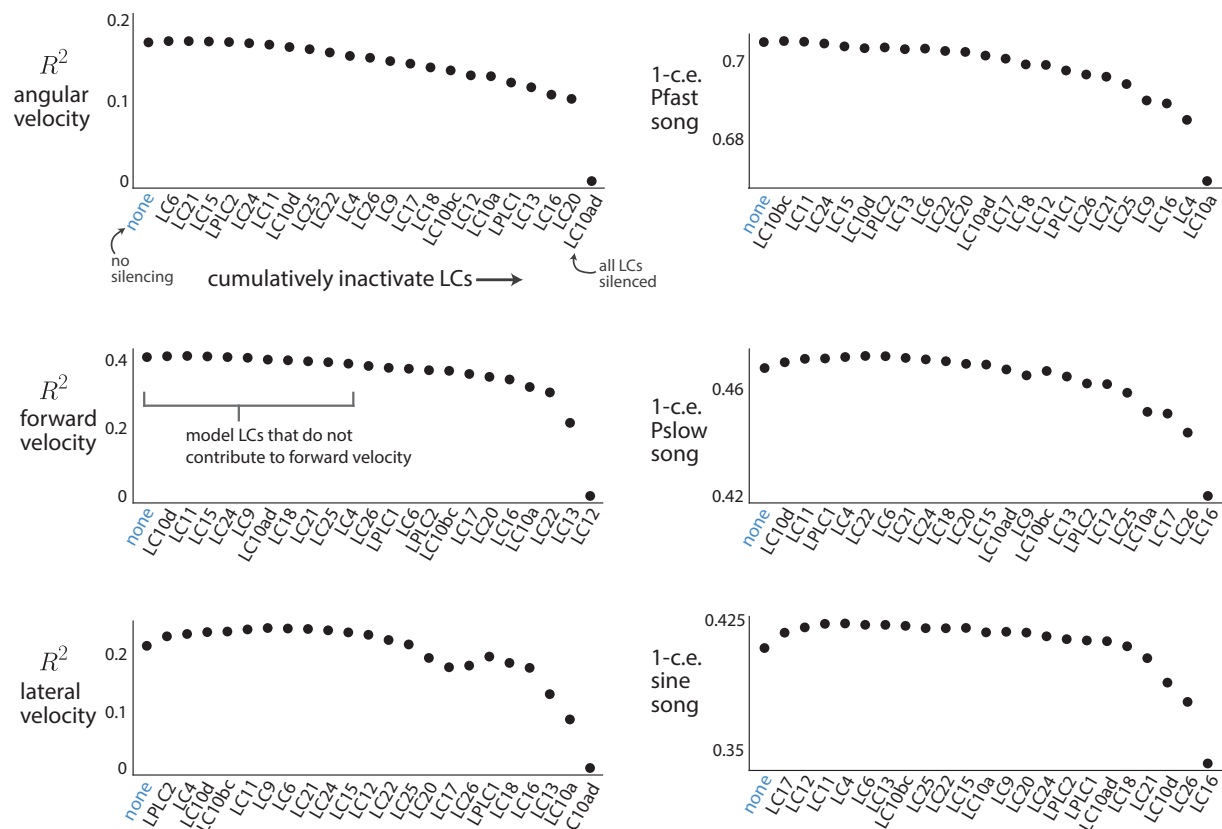 0.2
R²
angular
velocity
0.1
0
none
LC6
LC21
LC15
LPLC2
LC24
LC11
LC10d
LC25
LC22
LC4
LC26
LC9
LC17
LC18
LC10bc
LC12
LC10a
LPLC1
LC13
LC16
LC20
LC10ad
no
silencing
cumulatively inactivate LCs
all LCs
silenced
1-c.e.
Pfast
song
0.7
0.68
none
LC10bc
LC11
LC24
LC15
LC10d
LPLC2
LC13
LC6
LC22
LC20
LC10ad
LC17
LC18
LC12
LPLC1
LC26
LC21
LC25
LC9
LC16
LC4
LC10a
0.4
R²
forward
velocity
0.2
0
model LCs that do not
contribute to forward velocity
none
LC10d
LC11
LC15
LC24
LC9
LC10ad
LC18
LC21
LC25
LC4
LC26
LPLC1
LC6
LPLC2
LC10bc
LC17
LC20
LC16
LC10a
LC22
LC13
LC12
1-c.e.
Pslow
song
0.46
0.42
none
LC10d
LC11
LPLC1
LC4
LC22
LC6
LC21
LC24
LC18
LC20
LC15
LC10ad
LC9
LC10bc
LC13
LPLC2
LC12
LC25
LC10a
LC17
LC26
LC16
R²
lateral
velocity
0.2
0.1
0
none
LPLC2
LC4
LC10d
LC10bc
LC11
LC9
LC6
LC21
LC24
LC15
LC12
LC22
LC25
LC20
LC17
LC26
LPLC1
LC18
LC16
LC13
LC10a
C10ad
0.425
1-c.e.
sine
song
0.35
none
LC17
LC12
LC11
LC4
LC6
LC13
LC10bc
LC25
LC22
LC15
LC10a
LC9
LC20
LC24
LPLC2
LPLC1
LC10ad
LC18
LC21
LC10d
LC26
LC16